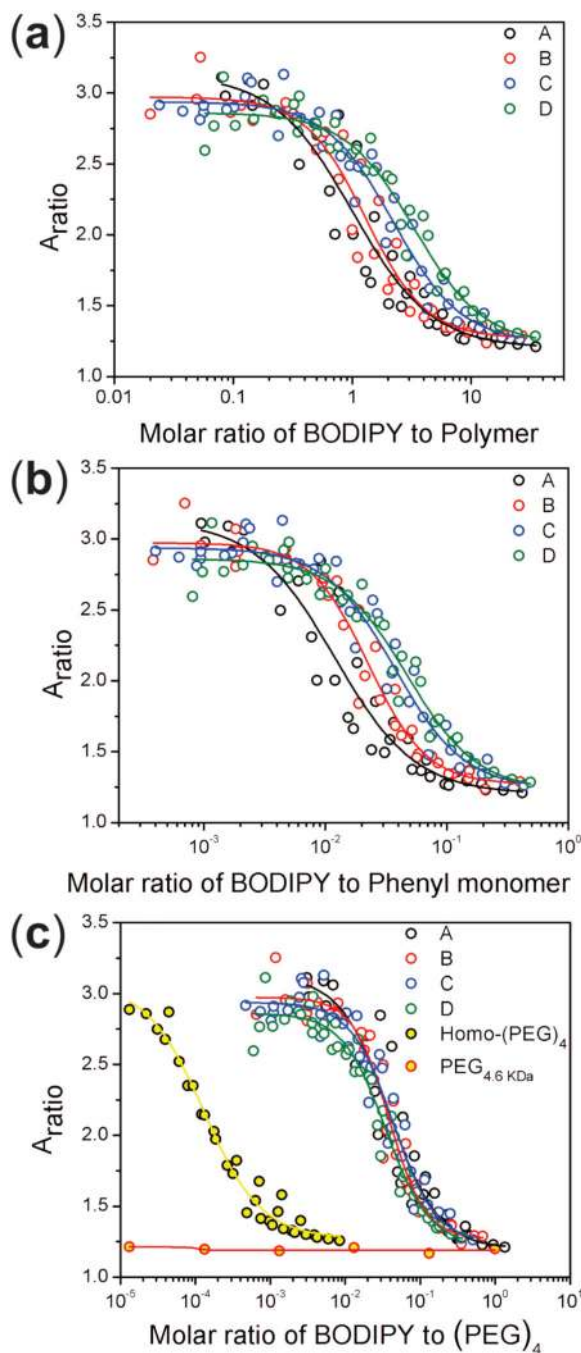 (a)
A
B
C
D
3.5
3.0
2.5
2.0
1.5
1.0
Aratio
0.01 0.1 1 10
Molar ratio of BODIPY to Polymer
(b)
A
B
C
D
3.5
3.0
2.5
2.0
1.5
1.0
Aratio
10⁻³ 10⁻² 10⁻¹ 10⁰
Molar ratio of BODIPY to Phenyl monomer
(c)
A
B
C
D
Homo-(PEG)₄
PEG₄.₆ KDa
3.5
3.0
2.5
2.0
1.5
1.0
Aratio
10⁻⁵ 10⁻⁴ 10⁻³ 10⁻² 10⁻¹ 10⁰ 10¹
Molar ratio of BODIPY to (PEG)₄